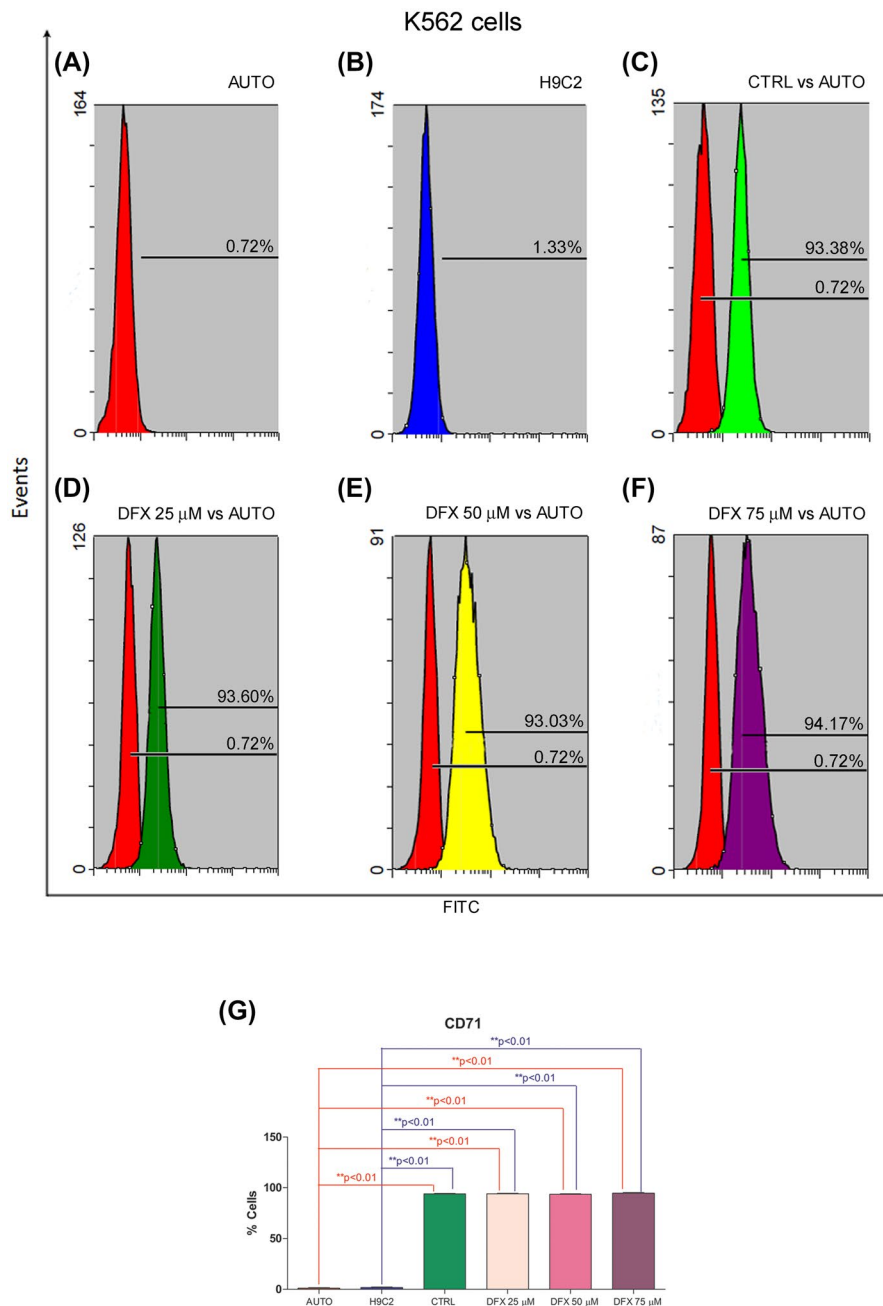 K562 cells
(A)
AUTO
164
0.72%
0
(B)
H9C2
174
1.33%
0
(C)
CTRL vs AUTO
135
93.38%
0.72%
0
Events
(D)
DFX 25 μM vs AUTO
126
93.60%
0.72%
0
(E)
DFX 50 μM vs AUTO
91
93.03%
0.72%
0
(F)
DFX 75 μM vs AUTO
87
94.17%
0.72%
0
FITC
(G)
CD71
**p<0.01
**p<0.01
**p<0.01
**p<0.01
**p<0.01
**p<0.01
**p<0.01
**p<0.01
% Cells
150
100
50
0
AUTO
H9C2
CTRL
DFX 25 μM
DFX 50 μM
DFX 75 μM